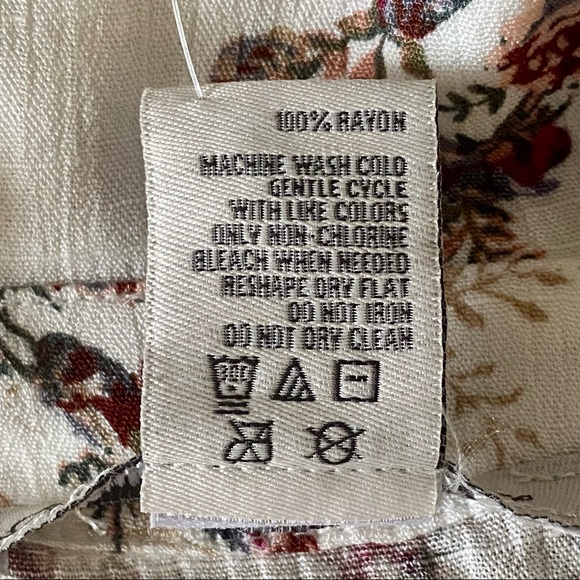 100% RAYON
MACHINE WASH COLD
GENTLE CYCLE
WITH LIKE COLORS
ONLY NON-CHLORINE
BLEACH WHEN NEEDED
RESHAPE DRY FLAT
DO NOT IRON
DO NOT DRY CLEAN
30C